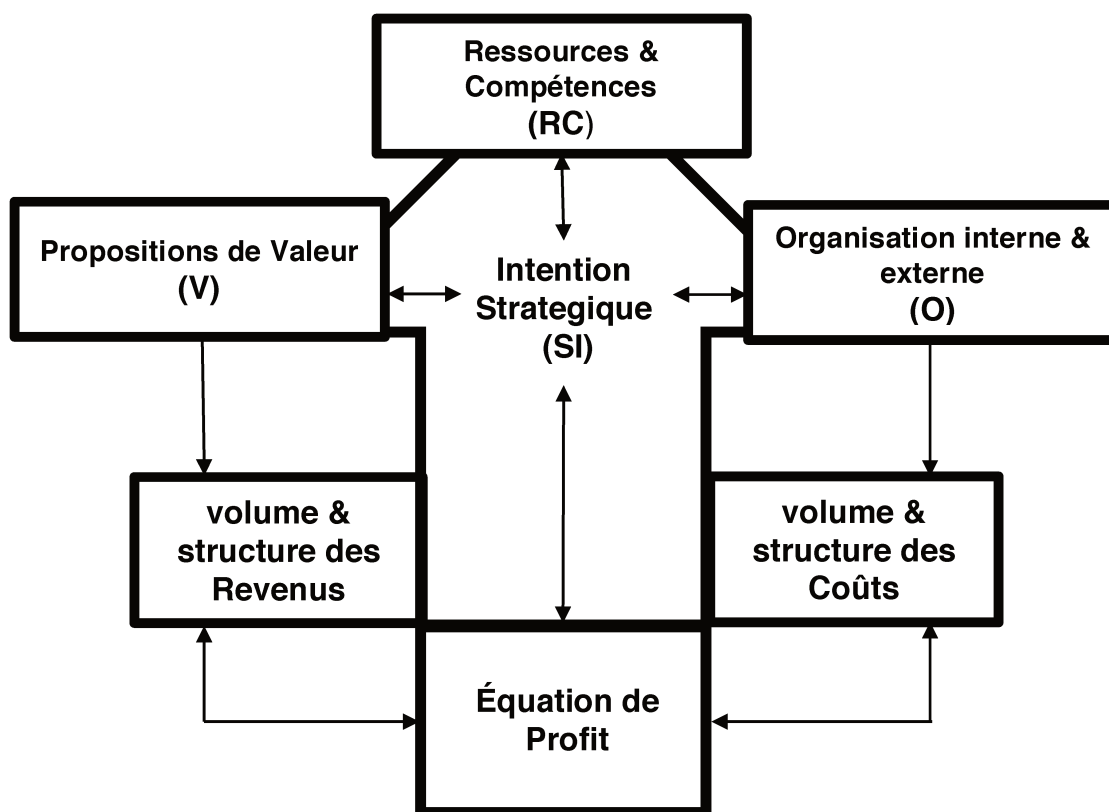 Ressources &
Compétences
(RC)
Propositions de Valeur
(V)
Intention
Strategique
(SI)
Organisation interne &
externe
(O)
volume &
structure des
Revenus
volume &
structure des
Coûts
Équation de
Profit